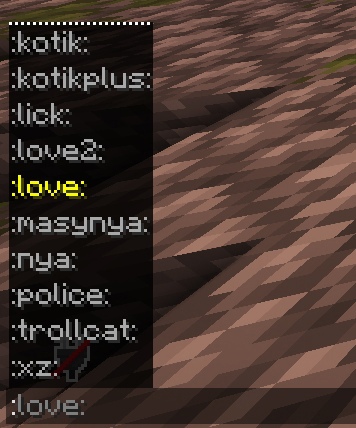 :kotik:
:kotikplus:
:lick:
:love2:
:love:
:masynya:
:nya:
:police:
:trollcat:
:xz:
:love: